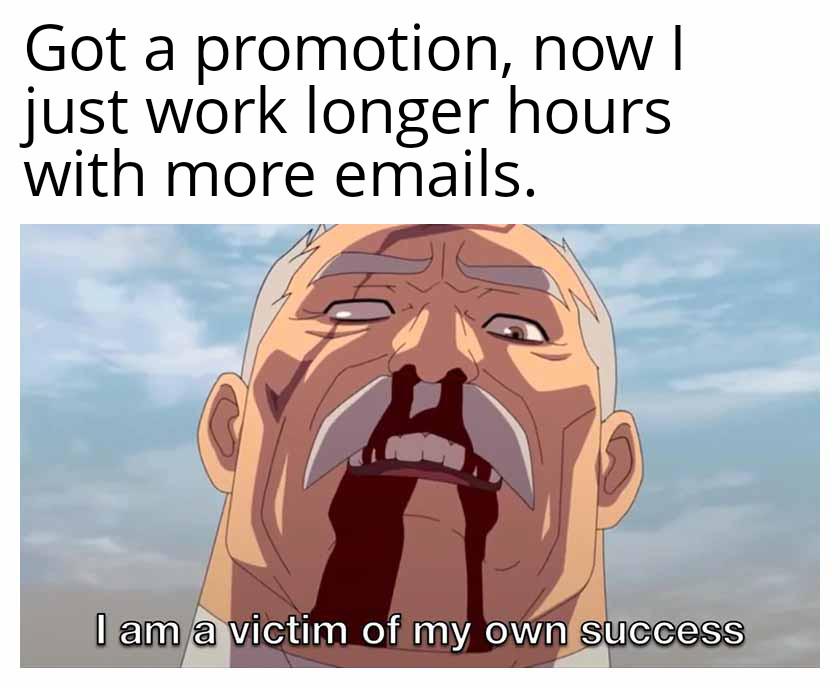 Got a promotion, now I
just work longer hours
with more emails.
I am a victim of my own success